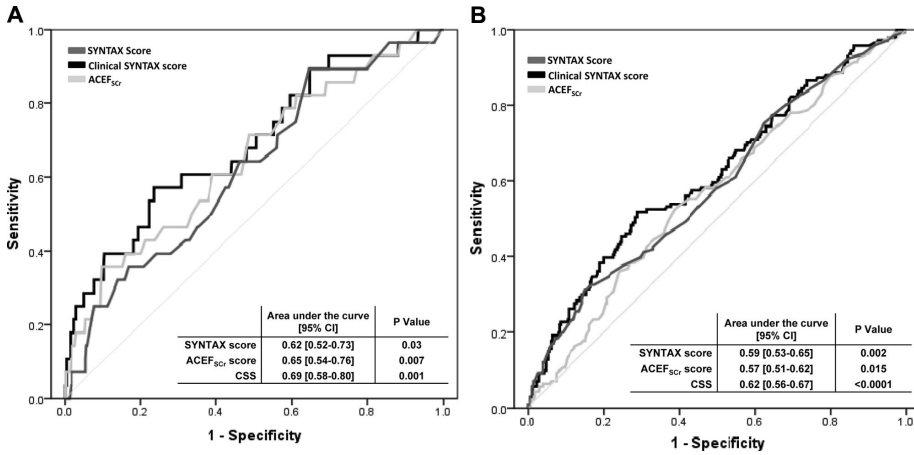 A
1.0
0.8
0.6
0.4
0.2
0.0
Sensitivity
SYNTAX Score
Clinical SYNTAX score
ACEFSCr
Area under the curve [95% CI] P Value
SYNTAX score 0.62 [0.52-0.73] 0.03
ACEFSCr score 0.65 [0.54-0.76] 0.007
CSS 0.69 [0.58-0.80] 0.001
0.0 0.2 0.4 0.6 0.8 1.0
1 - Specificity
B
1.0
0.8
0.6
0.4
0.2
0.0
Sensitivity
SYNTAX Score
Clinical SYNTAX score
ACEFSCr
Area under the curve [95% CI] P Value
SYNTAX score 0.59 [0.53-0.65] 0.002
ACEFSCr score 0.57 [0.51-0.62] 0.015
CSS 0.62 [0.56-0.67] <0.0001
0.0 0.2 0.4 0.6 0.8 1.0
1 - Specificity